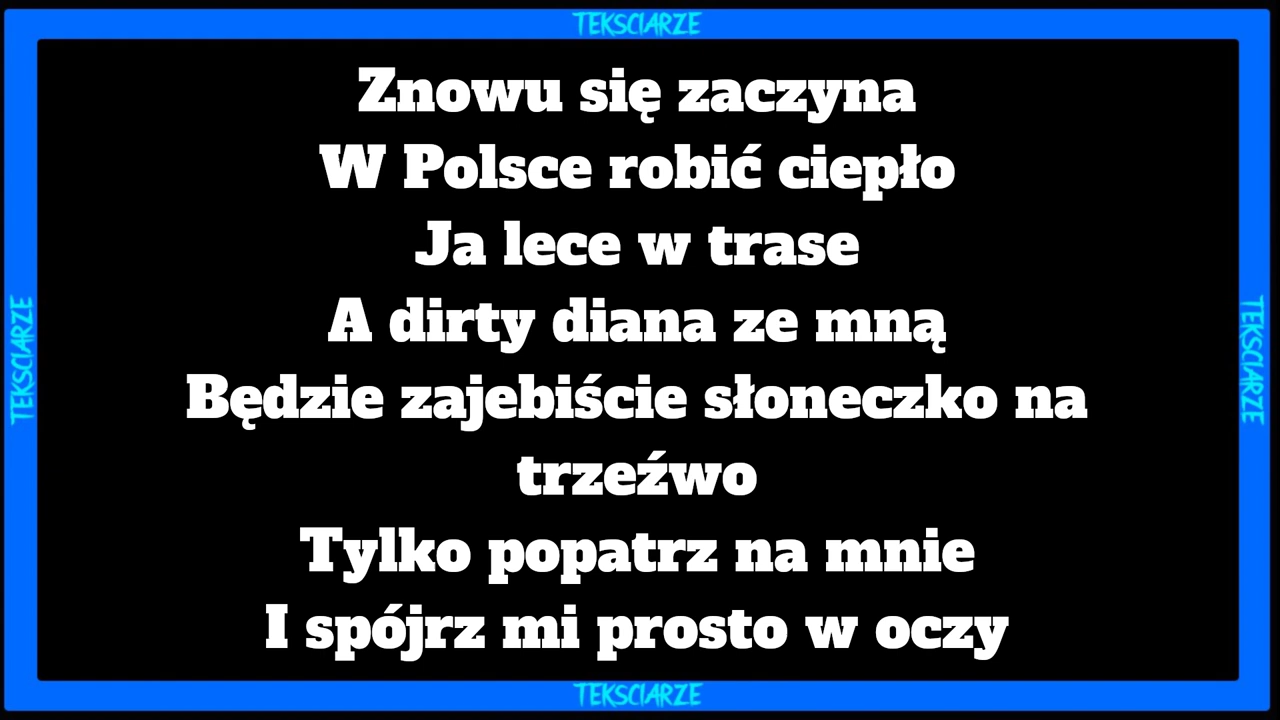 TEKSCIARZE
Znowu się zaczyna
W Polsce robić ciepło
Ja lece w trase
A dirty diana ze mną
Będzie zajebiście słoneczko na
trzeźwo
Tylko popatrz na mnie
I spójrz mi prosto w oczy
TEKSCIARZE
TEKSCIARZE
TEKSCIARZE